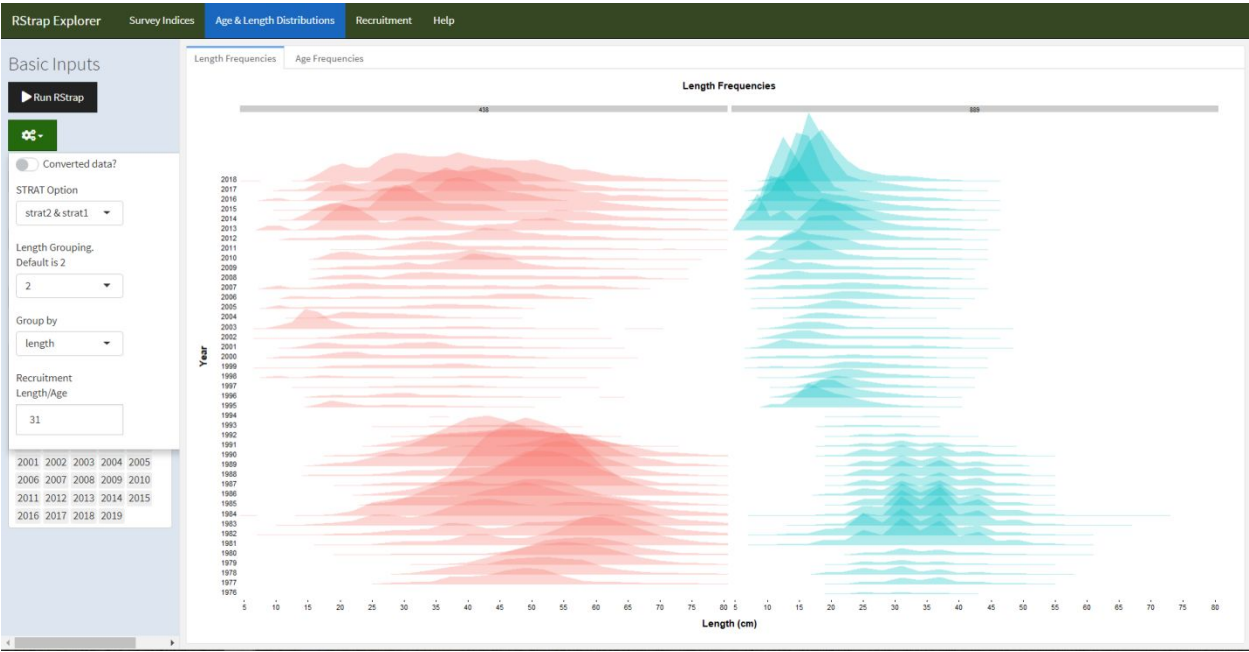 RStrap Explorer Survey Indices Age & Length Distributions Recruitment Help
Basic Inputs
Run RStrap
Converted data?
STRAT Option
strat2 & strat1
Length Grouping.
Default is 2
2
Group by
length
Recruitment
Length/Age
31
2001 2002 2003 2004 2005
2006 2007 2008 2009 2010
2011 2012 2013 2014 2015
2016 2017 2018 2019
Length Frequencies Age Frequencies
Length Frequencies
438 889
Year
2018
2017
2016
2015
2014
2013
2012
2011
2010
2009
2008
2007
2006
2005
2004
2003
2002
2001
2000
1999
1998
1997
1996
1995
1994
1993
1992
1991
1990
1989
1988
1987
1986
1985
1984
1983
1982
1981
1980
1979
1978
1977
1976
5 10 15 20 25 30 35 40 45 50 55 60 65 70 75 80 5 10 15 20 25 30 35 40 45 50 55 60 65 70 75 80
Length (cm)